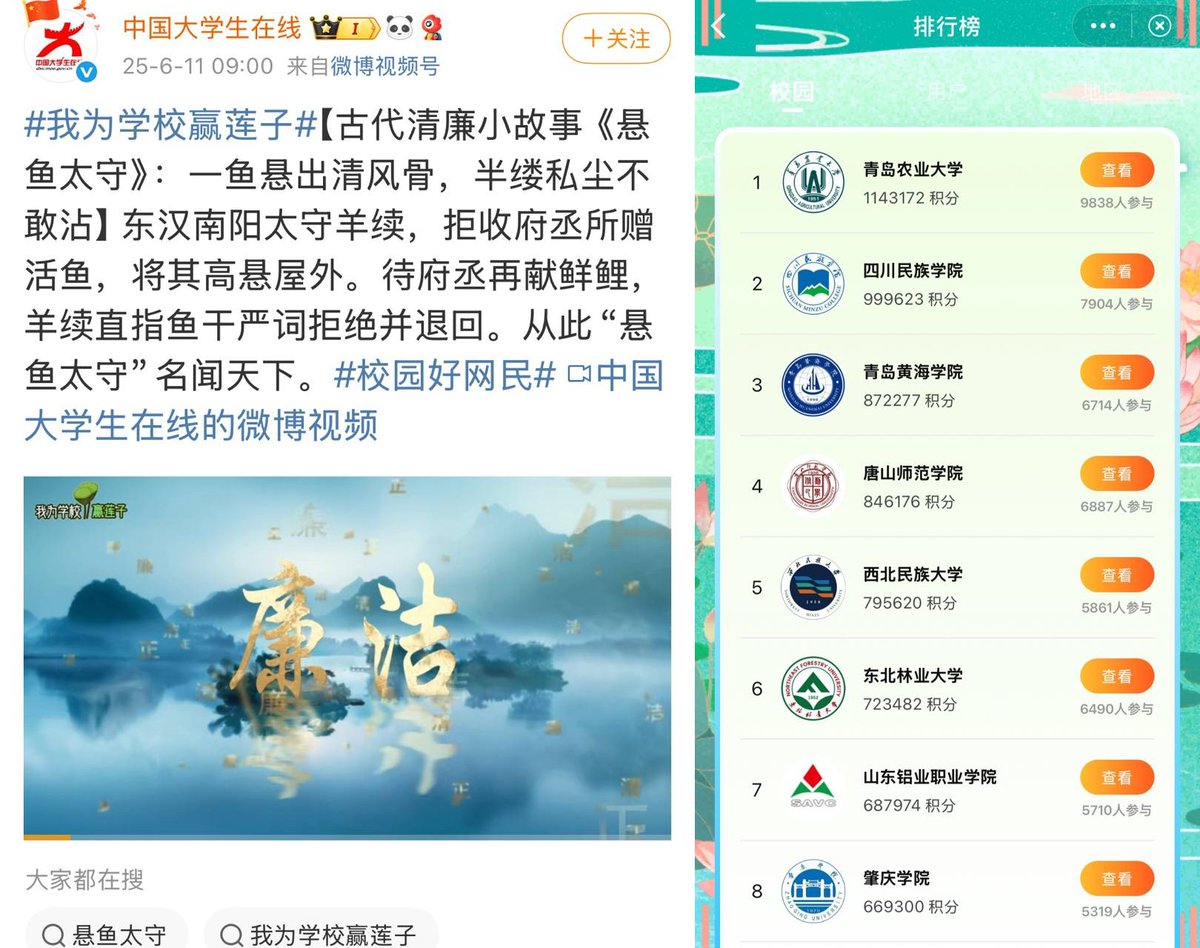 中国大学生在线
I
+关注
25-6-11 09:00 来自微博视频号
#我为学校赢莲子#【古代清廉小故事《悬
鱼太守》：一鱼悬出清风骨，半缕私尘不
敢沾】东汉南阳太守羊续，拒收府丞所赠
活鱼，将其高悬屋外。待府丞再献鲜鲤，
羊续直指鱼干严词拒绝并退回。从此“悬
鱼太守”名闻天下。#校园好网民# 中国
大学生在线的微博视频
我为学校赢莲子
廉洁
大家都在搜
悬鱼太守
我为学校赢莲子
排行榜
校园
用户
地区
1
青岛农业大学
1143172 积分
查看
9838人参与
2
四川民族学院
999623 积分
查看
7904人参与
3
青岛黄海学院
872277 积分
查看
6714人参与
4
唐山师范学院
846176 积分
查看
6887人参与
5
西北民族大学
795620 积分
查看
5861人参与
6
东北林业大学
723482 积分
查看
6490人参与
7
SAVC
山东铝业职业学院
687974 积分
查看
5710人参与
8
肇庆学院
669300 积分
查看
5319人参与